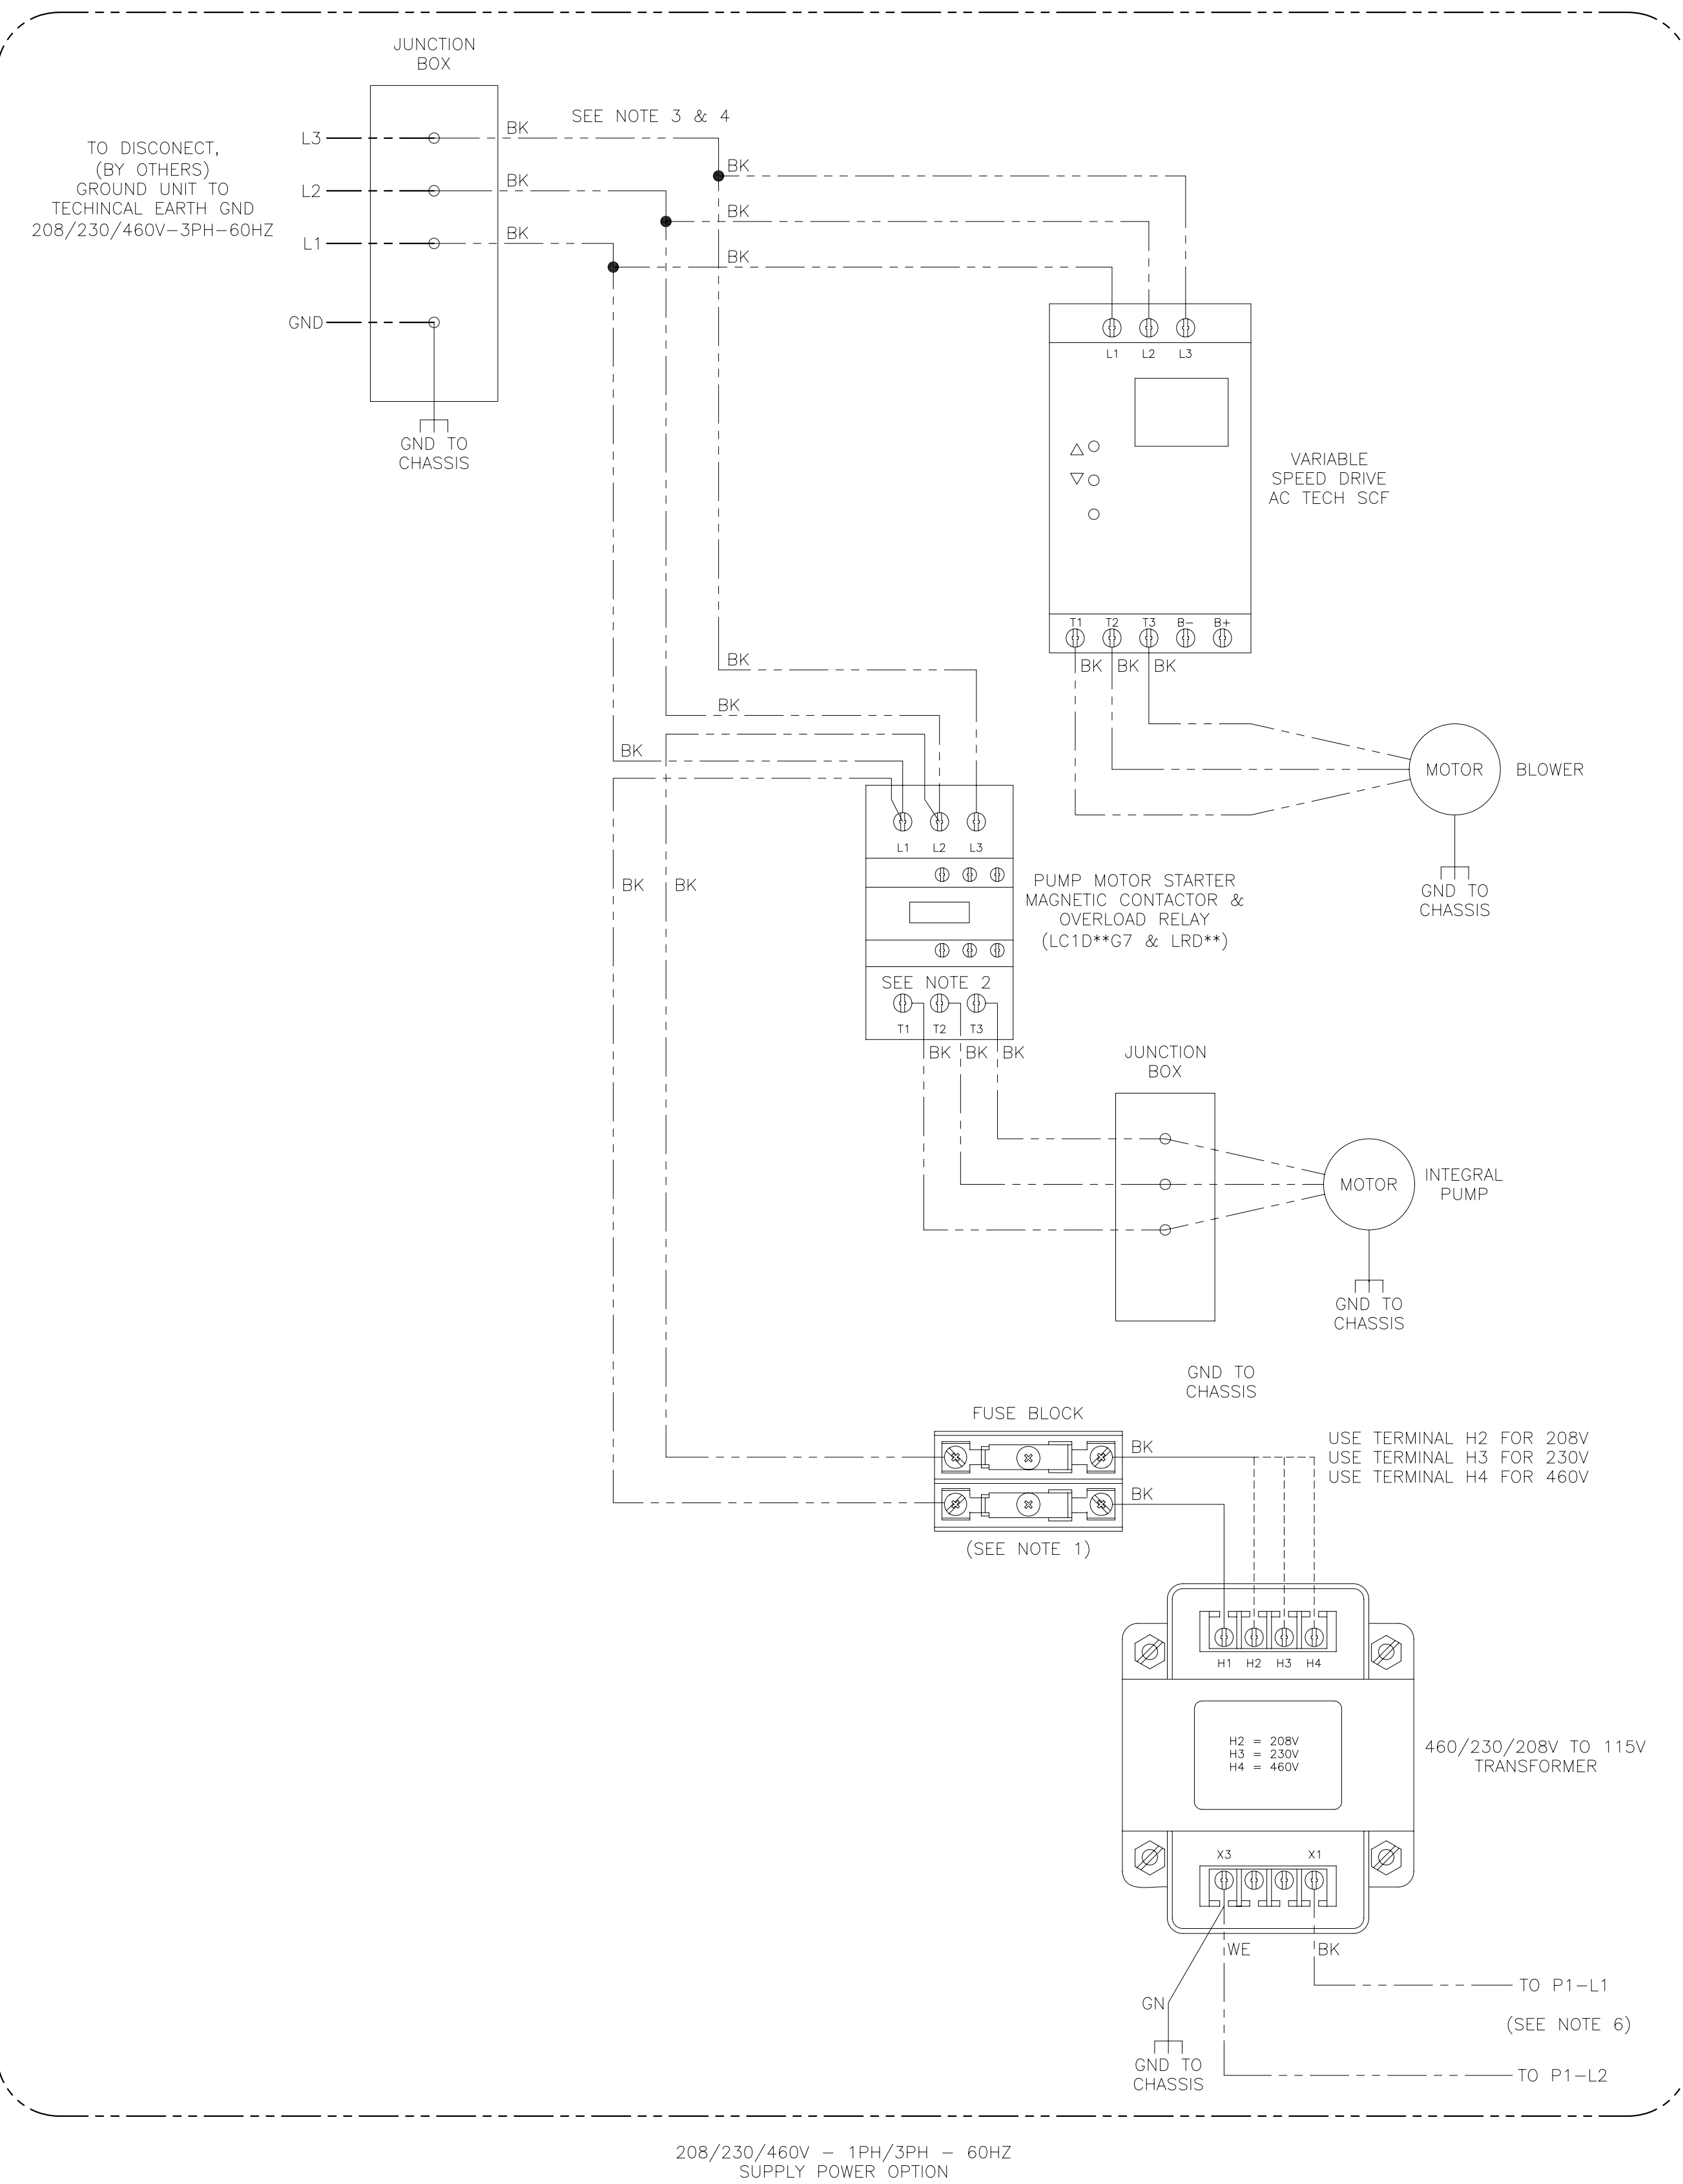 JUNCTION
BOX
SEE NOTE 3 & 4
TO DISCONECT,
(BY OTHERS)
GROUND UNIT TO
TECHINCAL EARTH GND
208/230/460V-3PH-60HZ
L3
L2
L1
GND
BK
BK
BK
BK
BK
BK
GND TO
CHASSIS
L1 L2 L3
VARIABLE
SPEED DRIVE
AC TECH SCF
T1 T2 T3 B- B+
BK BK BK
BK
BK
BK
MOTOR
BLOWER
GND TO
CHASSIS
L1 L2 L3
BK BK
PUMP MOTOR STARTER
MAGNETIC CONTACTOR &
OVERLOAD RELAY
(LC1D**G7 & LRD**)
SEE NOTE 2
T1 T2 T3
BK BK BK
JUNCTION
BOX
MOTOR
INTEGRAL
PUMP
GND TO
CHASSIS
GND TO
CHASSIS
FUSE BLOCK
BK
BK
(SEE NOTE 1)
USE TERMINAL H2 FOR 208V
USE TERMINAL H3 FOR 230V
USE TERMINAL H4 FOR 460V
H1 H2 H3 H4
H2 = 208V
H3 = 230V
H4 = 460V
460/230/208V TO 115V
TRANSFORMER
X3 X1
WE BK
GN
GND TO
CHASSIS
TO P1-L1
(SEE NOTE 6)
TO P1-L2
208/230/460V - 1PH/3PH - 60HZ
SUPPLY POWER OPTION